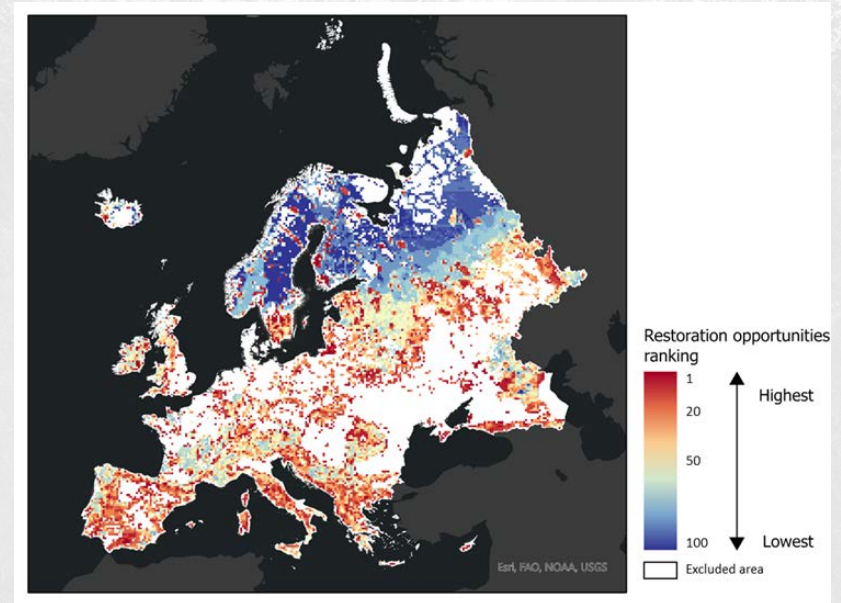 Restoration opportunities
ranking
1
Highest
20
50
100
Lowest
Excluded area
Esri, FAO, NOAA, USGS